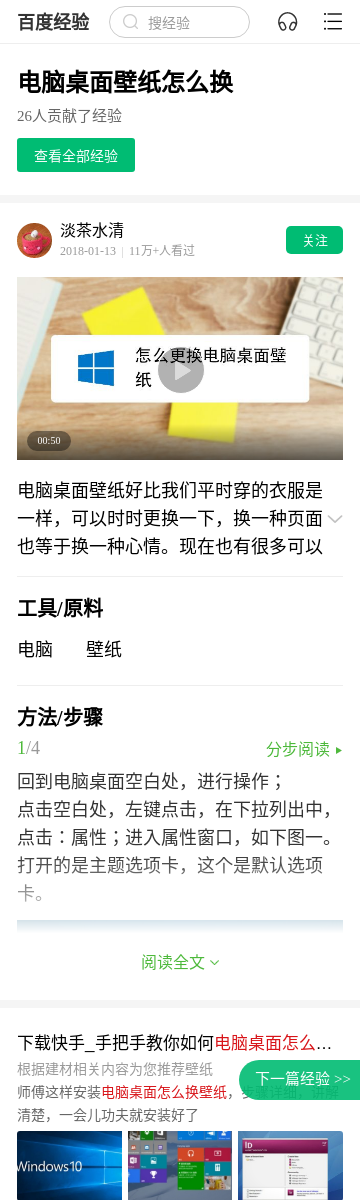 百度经验
搜经验
电脑桌面壁纸怎么换
26人贡献了经验
查看全部经验
淡茶水清
2018-01-13 | 11万+人看过
关注
怎么更换电脑桌面壁
纸
00:50
电脑桌面壁纸好比我们平时穿的衣服是
一样，可以时时更换一下，换一种页面
也等于换一种心情。现在也有很多可以
工具/原料
电脑 壁纸
方法/步骤
1/4
分步阅读
回到电脑桌面空白处，进行操作；
点击空白处，左键点击，在下拉列出中，
点击：属性；进入属性窗口，如下图一。
打开的是主题选项卡，这个是默认选项
卡。
阅读全文
下载快手_手把手教你如何电脑桌面怎么…
根据建材相关内容为您推荐壁纸
下一篇经验 >>
师傅这样安装电脑桌面怎么换壁纸，步骤详细。讲解
清楚，一会儿功夫就安装好了
Windows10
ID